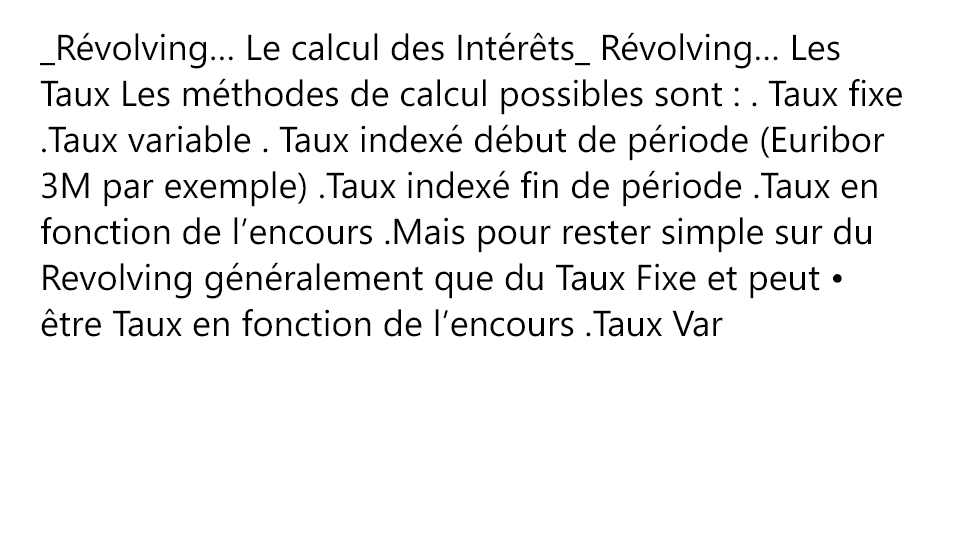 _Révolving… Le calcul des Intérêts_ Révolving… Les
Taux Les méthodes de calcul possibles sont : . Taux fixe
.Taux variable . Taux indexé début de période (Euribor
3M par exemple) .Taux indexé fin de période .Taux en
fonction de l’encours .Mais pour rester simple sur du
Revolving généralement que du Taux Fixe et peut •
être Taux en fonction de l’encours .Taux Var